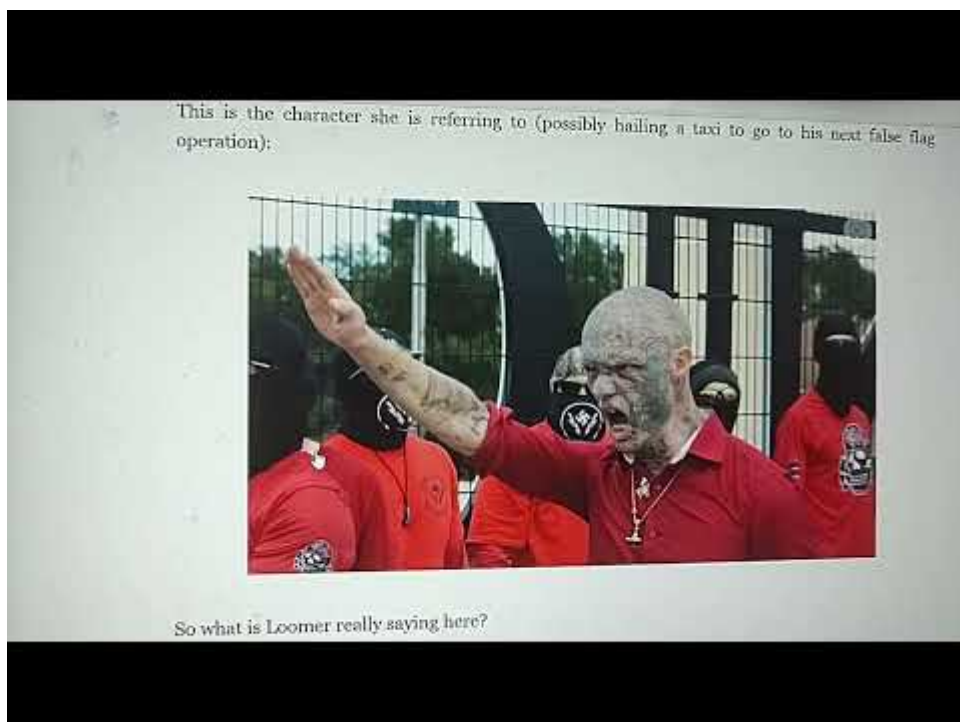 This is the character she is referring to (possibly hailing a taxi to go to his next false flag
operation):
So what is Loomer really saying here?